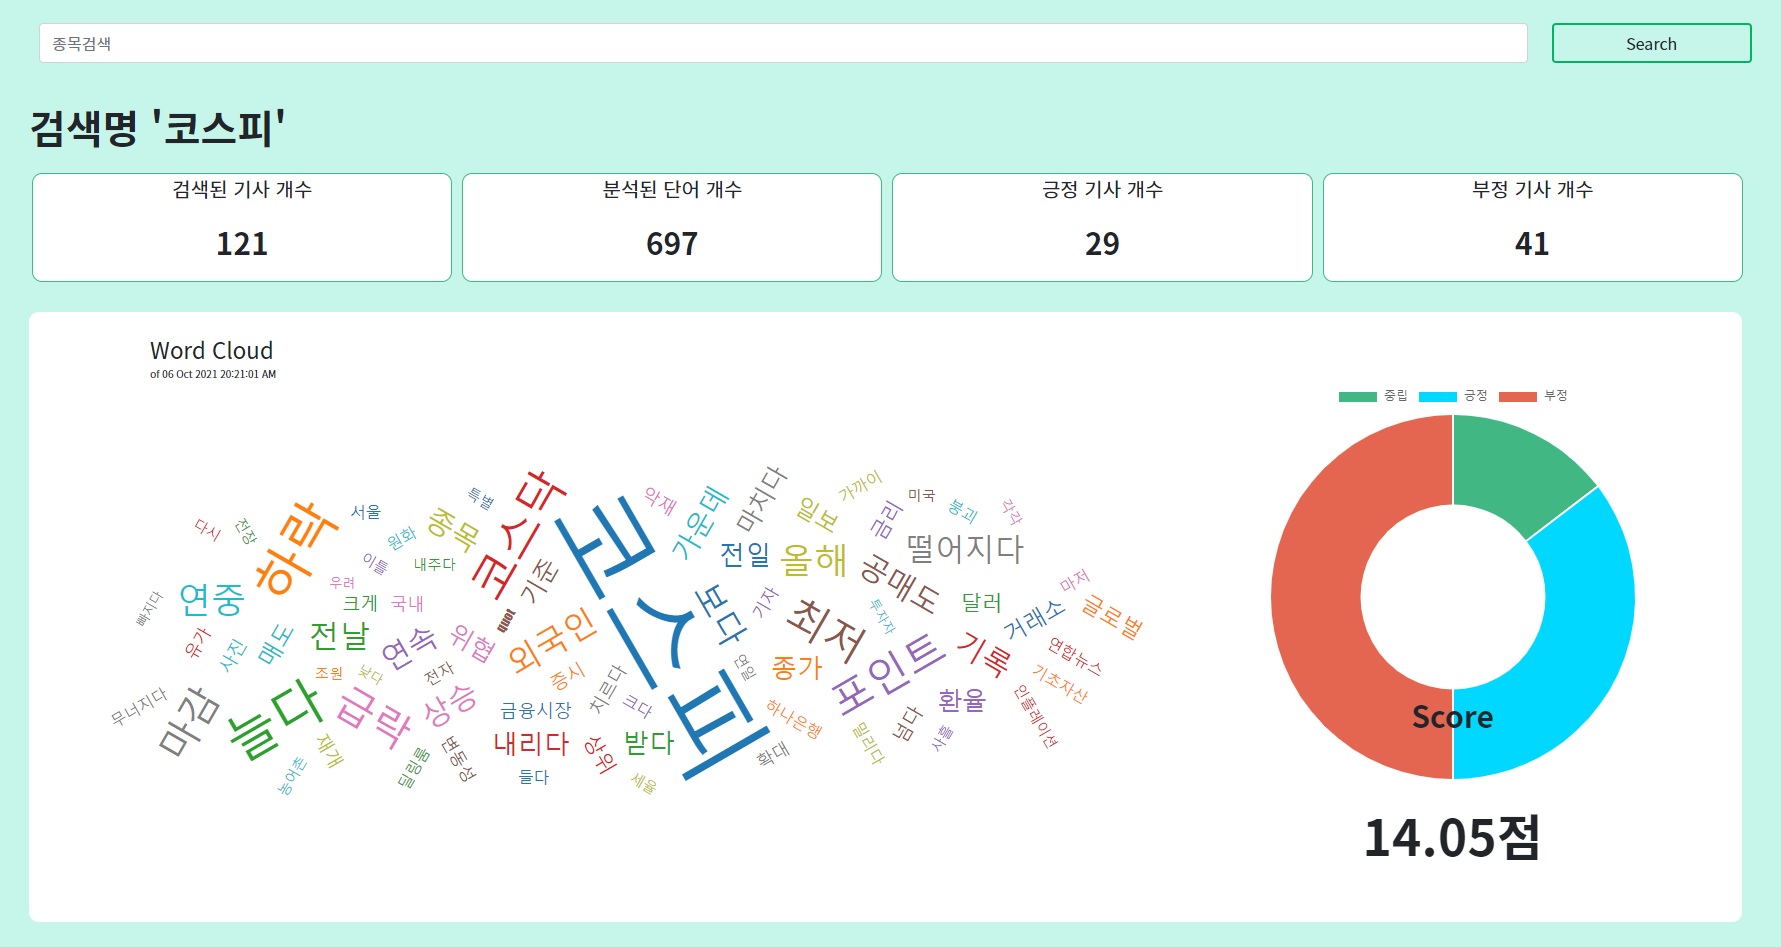 종목검색
Search
검색명 '코스피'
검색된 기사 개수
121
분석된 단어 개수
697
긍정 기사 개수
29
부정 기사 개수
41
Word Cloud
of 06 Oct 2021 20:21:01 AM
중립 긍정 부정
코스피
코스닥
하락
늘다
급락
마감
연중
전날
연속
위협
상승
외국인
종목
기준
보다
최저
포인트
올해
전일
공매도
떨어지다
가운데
마치다
일보
가까이
금리
미국
붕괴
각각
악재
특별
서울
원화
이틀
내주다
우려
크게
국내
다시
전장
빠지다
유가
사진
매도
조원
낮다
전자
증시
치르다
크다
금융시장
내리다
상위
받다
들다
세율
확대
하나은행
종가
연일
기자
투자자
달러
거래소
마저
글로벌
연합뉴스
기초자산
인플레이션
기록
환율
넘다
사흘
밀리다
무너지다
재개
농어촌
딜링룸
변동성
quot
Score
14.05점